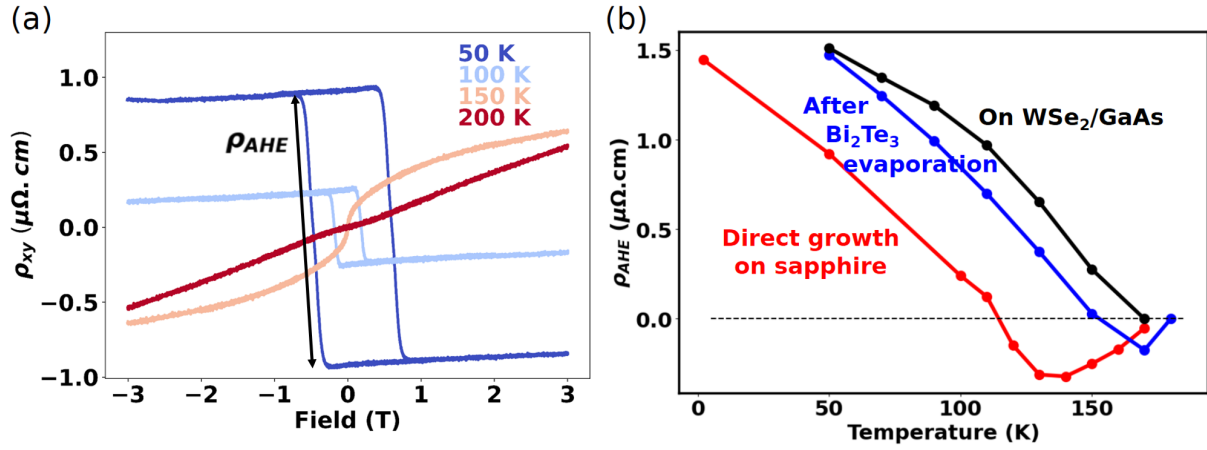 (a)
1.0
0.5
0.0
−0.5
−1.0
ρxy (μΩ. cm)
50 K
100 K
150 K
200 K
ρAHE
−3
−2
−1
0
1
2
3
Field (T)
(b)
1.5
1.0
0.5
0.0
ρAHE (μΩ.cm)
After
Bi₂Te₃
evaporation
On WSe₂/GaAs
Direct growth
on sapphire
0
50
100
150
Temperature (K)